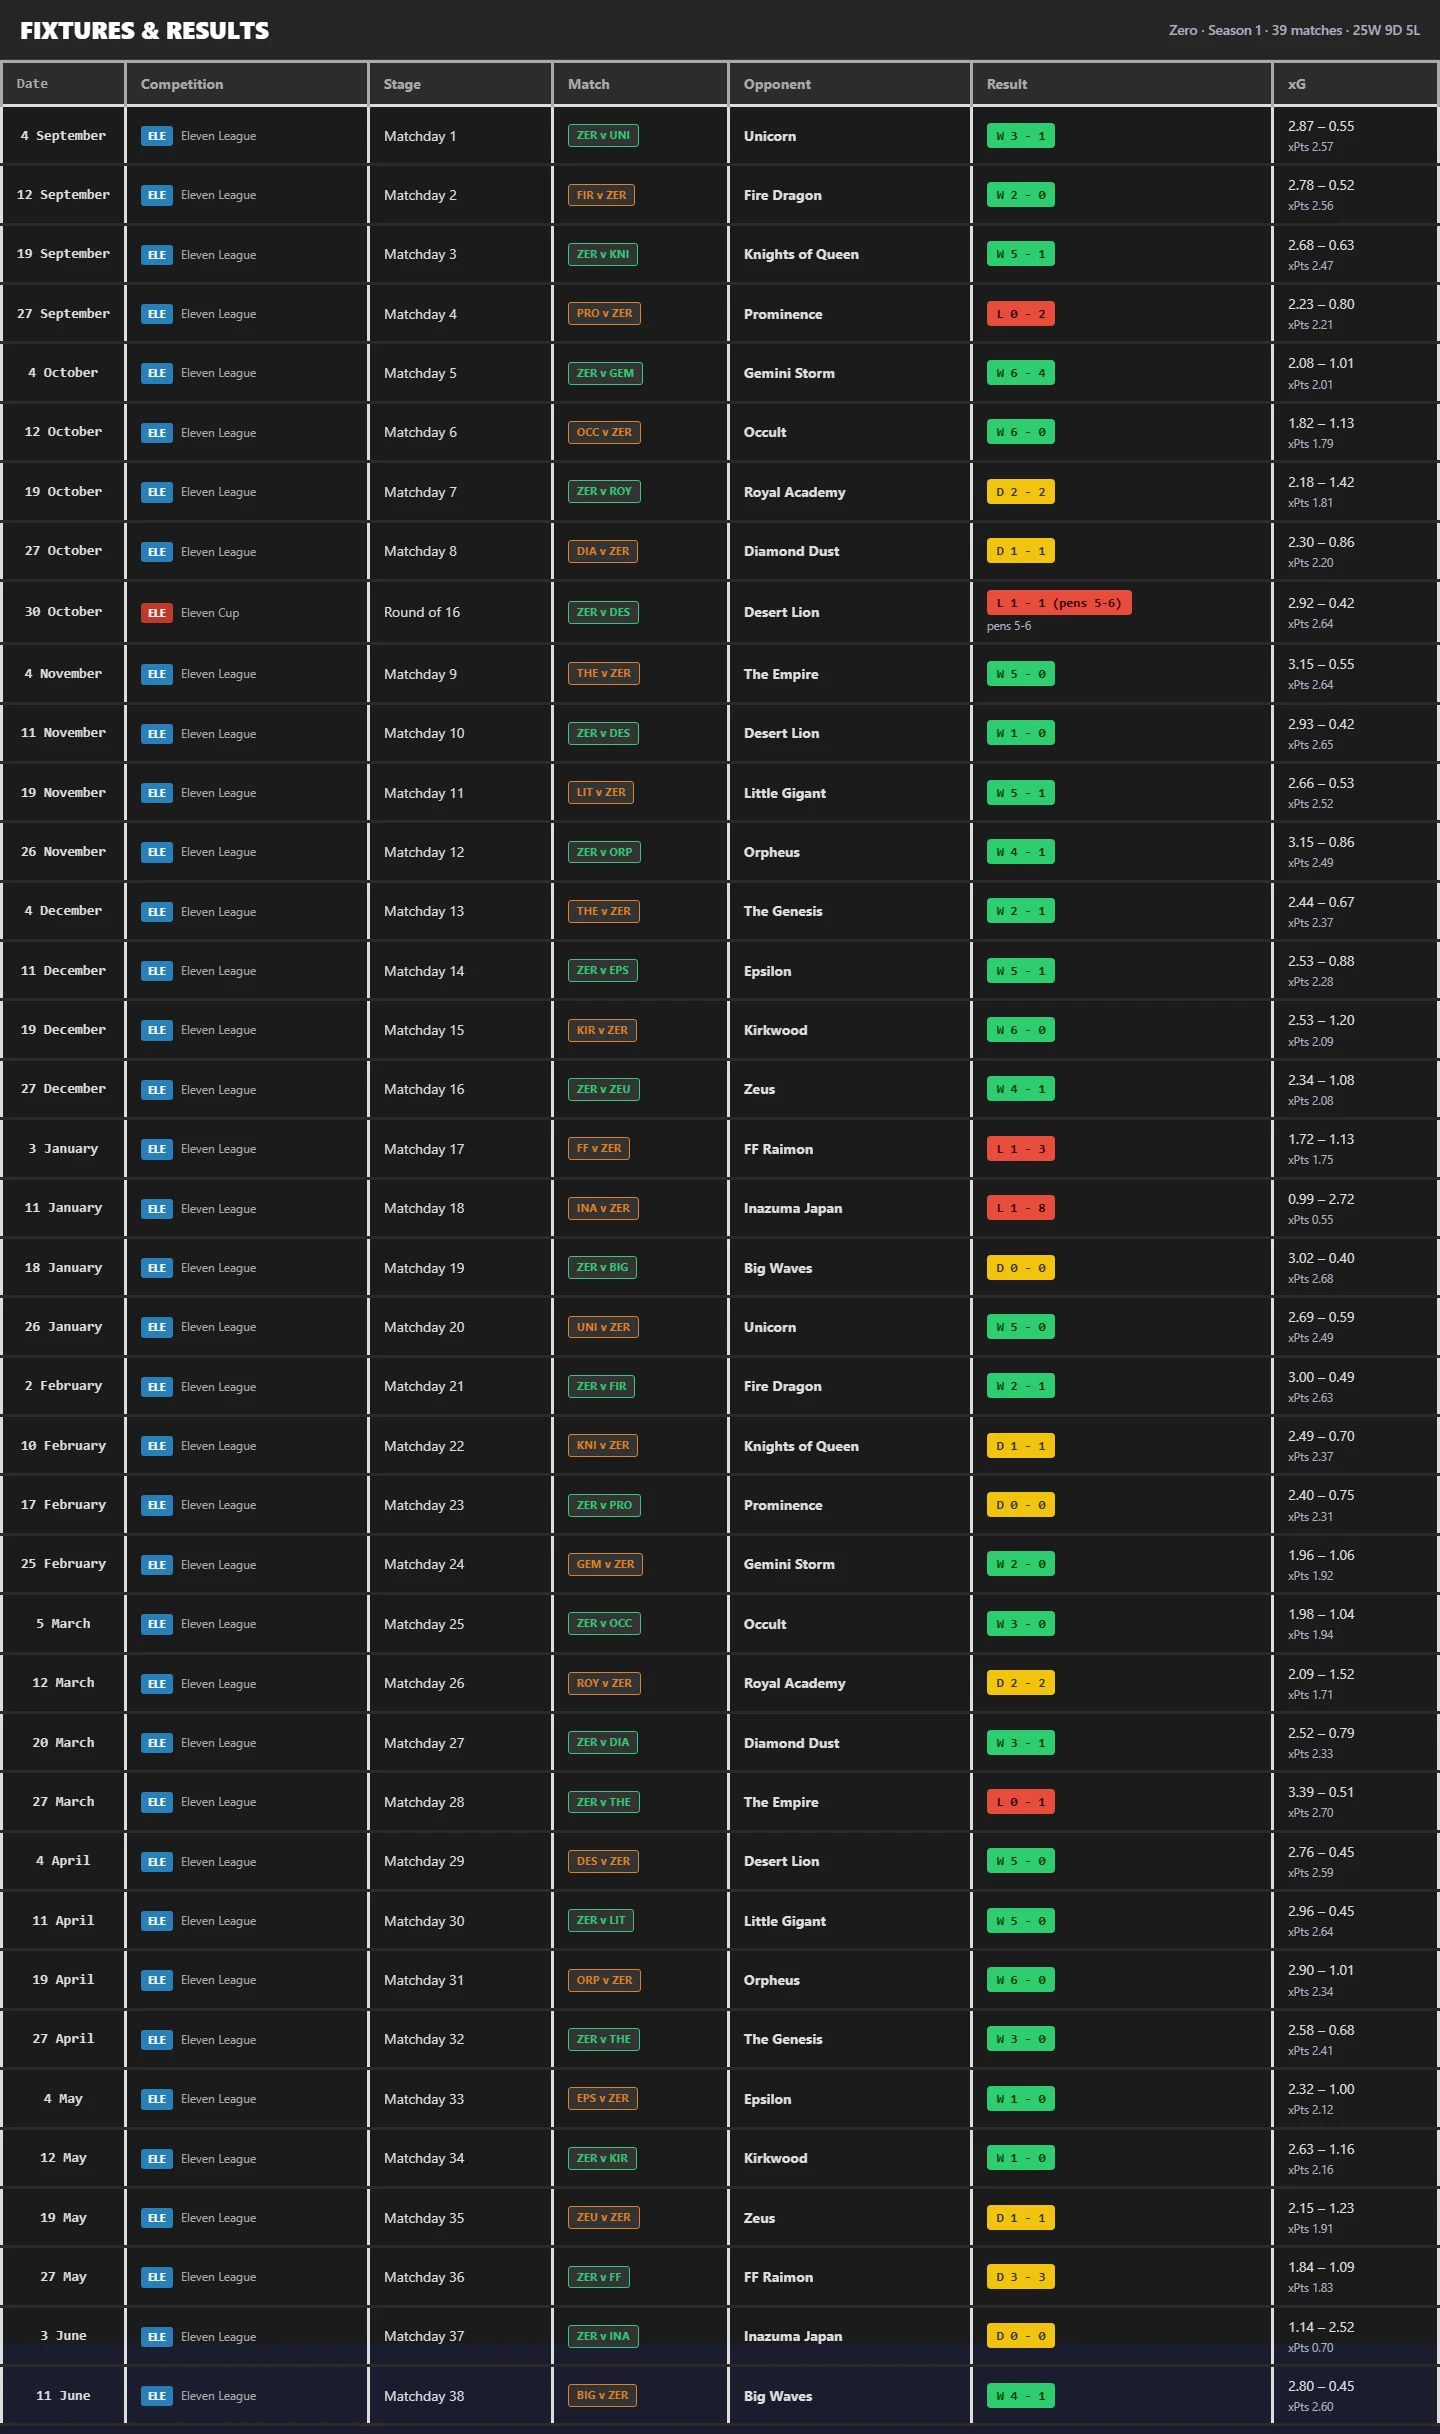 FIXTURES & RESULTS
Zero · Season 1 · 39 matches · 25W 9D 5L
Date Competition Stage Match Opponent Result xG
4 September ELE Eleven League Matchday 1 ZER v UNI Unicorn W 3 - 1 2.87 – 0.55
xPts 2.57
12 September ELE Eleven League Matchday 2 FIR v ZER Fire Dragon W 2 - 0 2.78 – 0.52
xPts 2.56
19 September ELE Eleven League Matchday 3 ZER v KNI Knights of Queen W 5 - 1 2.68 – 0.63
xPts 2.47
27 September ELE Eleven League Matchday 4 PRO v ZER Prominence L 0 - 2 2.23 – 0.80
xPts 2.21
4 October ELE Eleven League Matchday 5 ZER v GEM Gemini Storm W 6 - 4 2.08 – 1.01
xPts 2.01
12 October ELE Eleven League Matchday 6 OCC v ZER Occult W 6 - 0 1.82 – 1.13
xPts 1.79
19 October ELE Eleven League Matchday 7 ZER v ROY Royal Academy D 2 - 2 2.18 – 1.42
xPts 1.81
27 October ELE Eleven League Matchday 8 DIA v ZER Diamond Dust D 1 - 1 2.30 – 0.86
xPts 2.20
30 October ELE Eleven Cup Round of 16 ZER v DES Desert Lion L 1 - 1 (pens 5-6) 2.92 – 0.42
pens 5-6 xPts 2.64
4 November ELE Eleven League Matchday 9 THE v ZER The Empire W 5 - 0 3.15 – 0.55
xPts 2.64
11 November ELE Eleven League Matchday 10 ZER v DES Desert Lion W 1 - 0 2.93 – 0.42
xPts 2.65
19 November ELE Eleven League Matchday 11 LIT v ZER Little Gigant W 5 - 1 2.66 – 0.53
xPts 2.52
26 November ELE Eleven League Matchday 12 ZER v ORP Orpheus W 4 - 1 3.15 – 0.86
xPts 2.49
4 December ELE Eleven League Matchday 13 THE v ZER The Genesis W 2 - 1 2.44 – 0.67
xPts 2.37
11 December ELE Eleven League Matchday 14 ZER v EPS Epsilon W 5 - 1 2.53 – 0.88
xPts 2.28
19 December ELE Eleven League Matchday 15 KIR v ZER Kirkwood W 6 - 0 2.53 – 1.20
xPts 2.09
27 December ELE Eleven League Matchday 16 ZER v ZEU Zeus W 4 - 1 2.34 – 1.08
xPts 2.08
3 January ELE Eleven League Matchday 17 FF v ZER FF Raimon L 1 - 3 1.72 – 1.13
xPts 1.75
11 January ELE Eleven League Matchday 18 INA v ZER Inazuma Japan L 1 - 8 0.99 – 2.72
xPts 0.55
18 January ELE Eleven League Matchday 19 ZER v BIG Big Waves D 0 - 0 3.02 – 0.40
xPts 2.68
26 January ELE Eleven League Matchday 20 UNI v ZER Unicorn W 5 - 0 2.69 – 0.59
xPts 2.49
2 February ELE Eleven League Matchday 21 ZER v FIR Fire Dragon W 2 - 1 3.00 – 0.49
xPts 2.63
10 February ELE Eleven League Matchday 22 KNI v ZER Knights of Queen D 1 - 1 2.49 – 0.70
xPts 2.37
17 February ELE Eleven League Matchday 23 ZER v PRO Prominence D 0 - 0 2.40 – 0.75
xPts 2.31
25 February ELE Eleven League Matchday 24 GEM v ZER Gemini Storm W 2 - 0 1.96 – 1.06
xPts 1.92
5 March ELE Eleven League Matchday 25 ZER v OCC Occult W 3 - 0 1.98 – 1.04
xPts 1.94
12 March ELE Eleven League Matchday 26 ROY v ZER Royal Academy D 2 - 2 2.09 – 1.52
xPts 1.71
20 March ELE Eleven League Matchday 27 ZER v DIA Diamond Dust W 3 - 1 2.52 – 0.79
xPts 2.33
27 March ELE Eleven League Matchday 28 ZER v THE The Empire L 0 - 1 3.39 – 0.51
xPts 2.70
4 April ELE Eleven League Matchday 29 DES v ZER Desert Lion W 5 - 0 2.76 – 0.45
xPts 2.59
11 April ELE Eleven League Matchday 30 ZER v LIT Little Gigant W 5 - 0 2.96 – 0.45
xPts 2.64
19 April ELE Eleven League Matchday 31 ORP v ZER Orpheus W 6 - 0 2.90 – 1.01
xPts 2.34
27 April ELE Eleven League Matchday 32 ZER v THE The Genesis W 3 - 0 2.58 – 0.68
xPts 2.41
4 May ELE Eleven League Matchday 33 EPS v ZER Epsilon W 1 - 0 2.32 – 1.00
xPts 2.12
12 May ELE Eleven League Matchday 34 ZER v KIR Kirkwood W 1 - 0 2.63 – 1.16
xPts 2.16
19 May ELE Eleven League Matchday 35 ZEU v ZER Zeus D 1 - 1 2.15 – 1.23
xPts 1.91
27 May ELE Eleven League Matchday 36 ZER v FF FF Raimon D 3 - 3 1.84 – 1.09
xPts 1.83
3 June ELE Eleven League Matchday 37 ZER v INA Inazuma Japan D 0 - 0 1.14 – 2.52
xPts 0.70
11 June ELE Eleven League Matchday 38 BIG v ZER Big Waves W 4 - 1 2.80 – 0.45
xPts 2.60